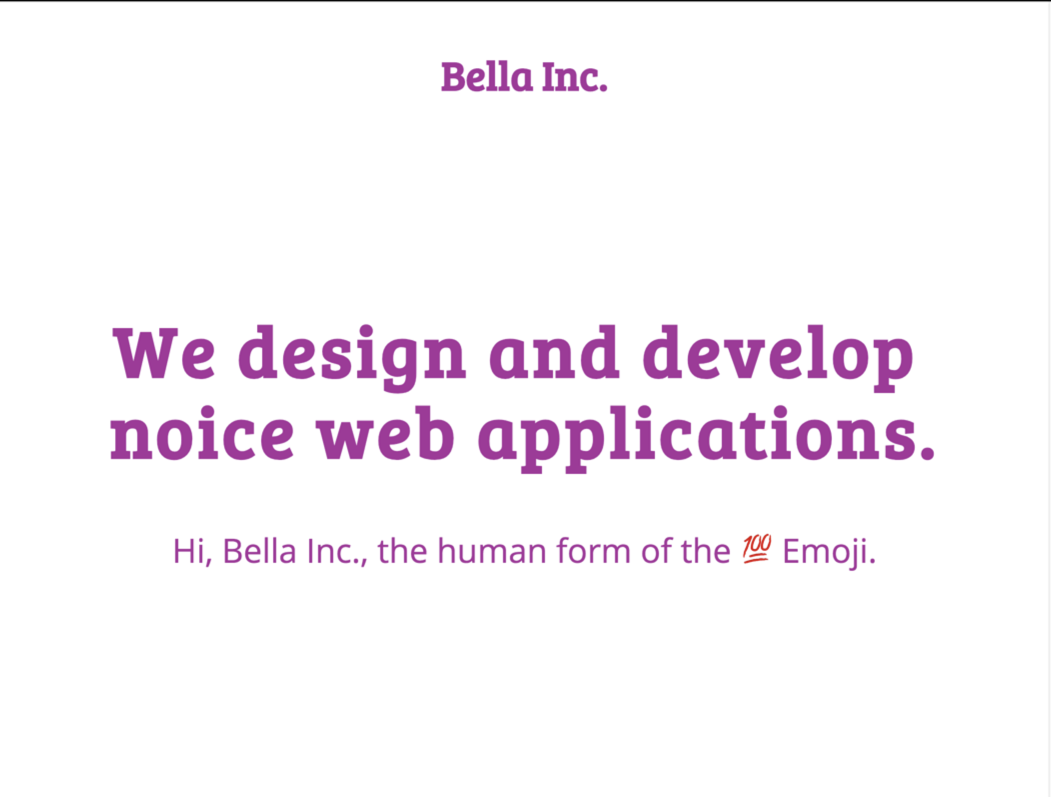 Bella Inc.
We design and develop
noice web applications.
Hi, Bella Inc., the human form of the 💯 Emoji.